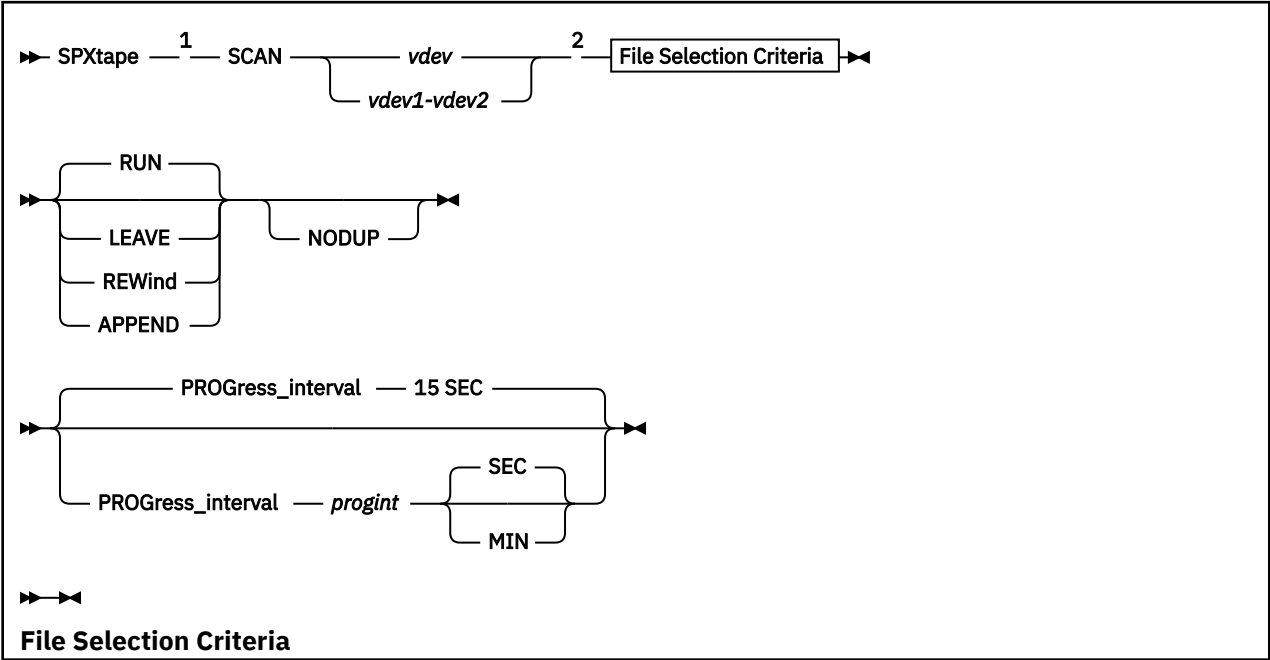 1 2
SPXtape SCAN vdev File Selection Criteria
vdev1-vdev2
RUN
LEAVE NODUP
REWind
APPEND
PROGress_interval 15 SEC
SEC
PROGress_interval progint
MIN
File Selection Criteria